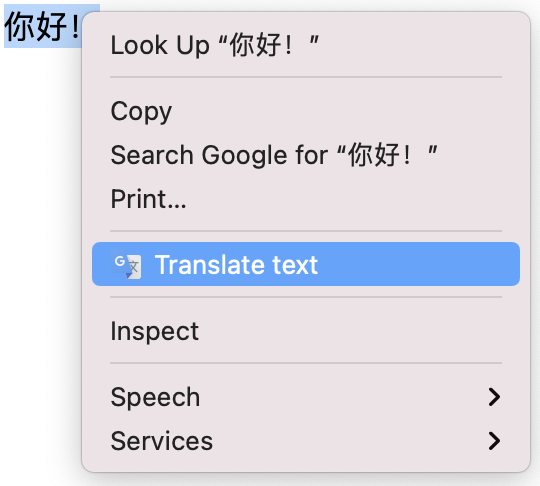 你好！
Look Up “你好！”
Copy
Search Google for “你好！”
Print...
Translate text
Inspect
Speech
Services